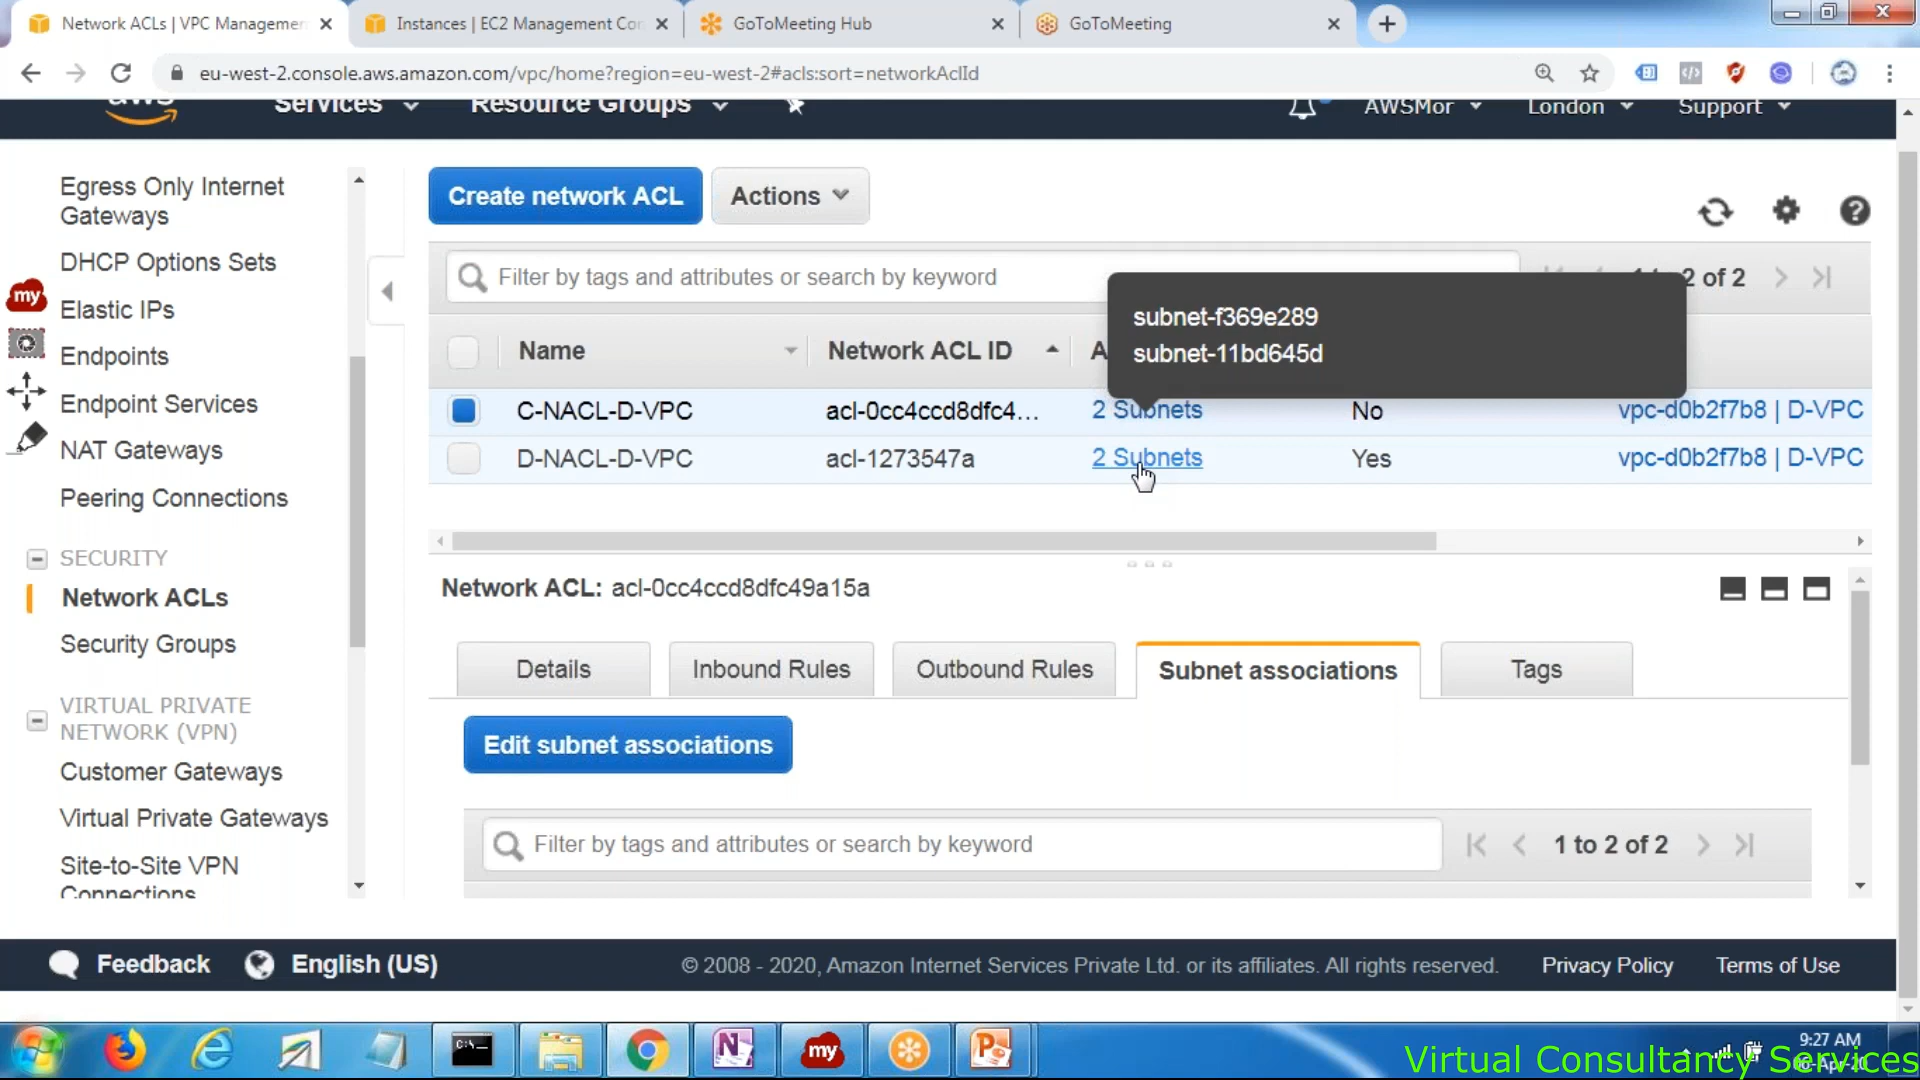 Network ACLs | VPC Managemen
Instances | EC2 Management Con
GoToMeeting Hub
GoToMeeting
eu-west-2.console.aws.amazon.com/vpc/home?region=eu-west-2#acls:sort=networkAclId
aws
Services
Resource Groups
AWSMor
London
Support
Egress Only Internet
Gateways
DHCP Options Sets
my
Elastic IPs
Endpoints
Endpoint Services
NAT Gateways
Peering Connections
SECURITY
Network ACLs
Security Groups
VIRTUAL PRIVATE
NETWORK (VPN)
Customer Gateways
Virtual Private Gateways
Site-to-Site VPN
Connections
Create network ACL
Actions
Filter by tags and attributes or search by keyword
2 of 2
subnet-f369e289
subnet-11bd645d
Name
Network ACL ID
C-NACL-D-VPC
acl-0cc4ccd8dfc4...
2 Subnets
No
vpc-d0b2f7b8 | D-VPC
D-NACL-D-VPC
acl-1273547a
2 Subnets
Yes
vpc-d0b2f7b8 | D-VPC
Network ACL: acl-0cc4ccd8dfc49a15a
Details
Inbound Rules
Outbound Rules
Subnet associations
Tags
Edit subnet associations
Filter by tags and attributes or search by keyword
1 to 2 of 2
Feedback
English (US)
© 2008 - 2020, Amazon Internet Services Private Ltd. or its affiliates. All rights reserved.
Privacy Policy
Terms of Use
C:\
my
9:27 AM
Virtual Consultancy Services